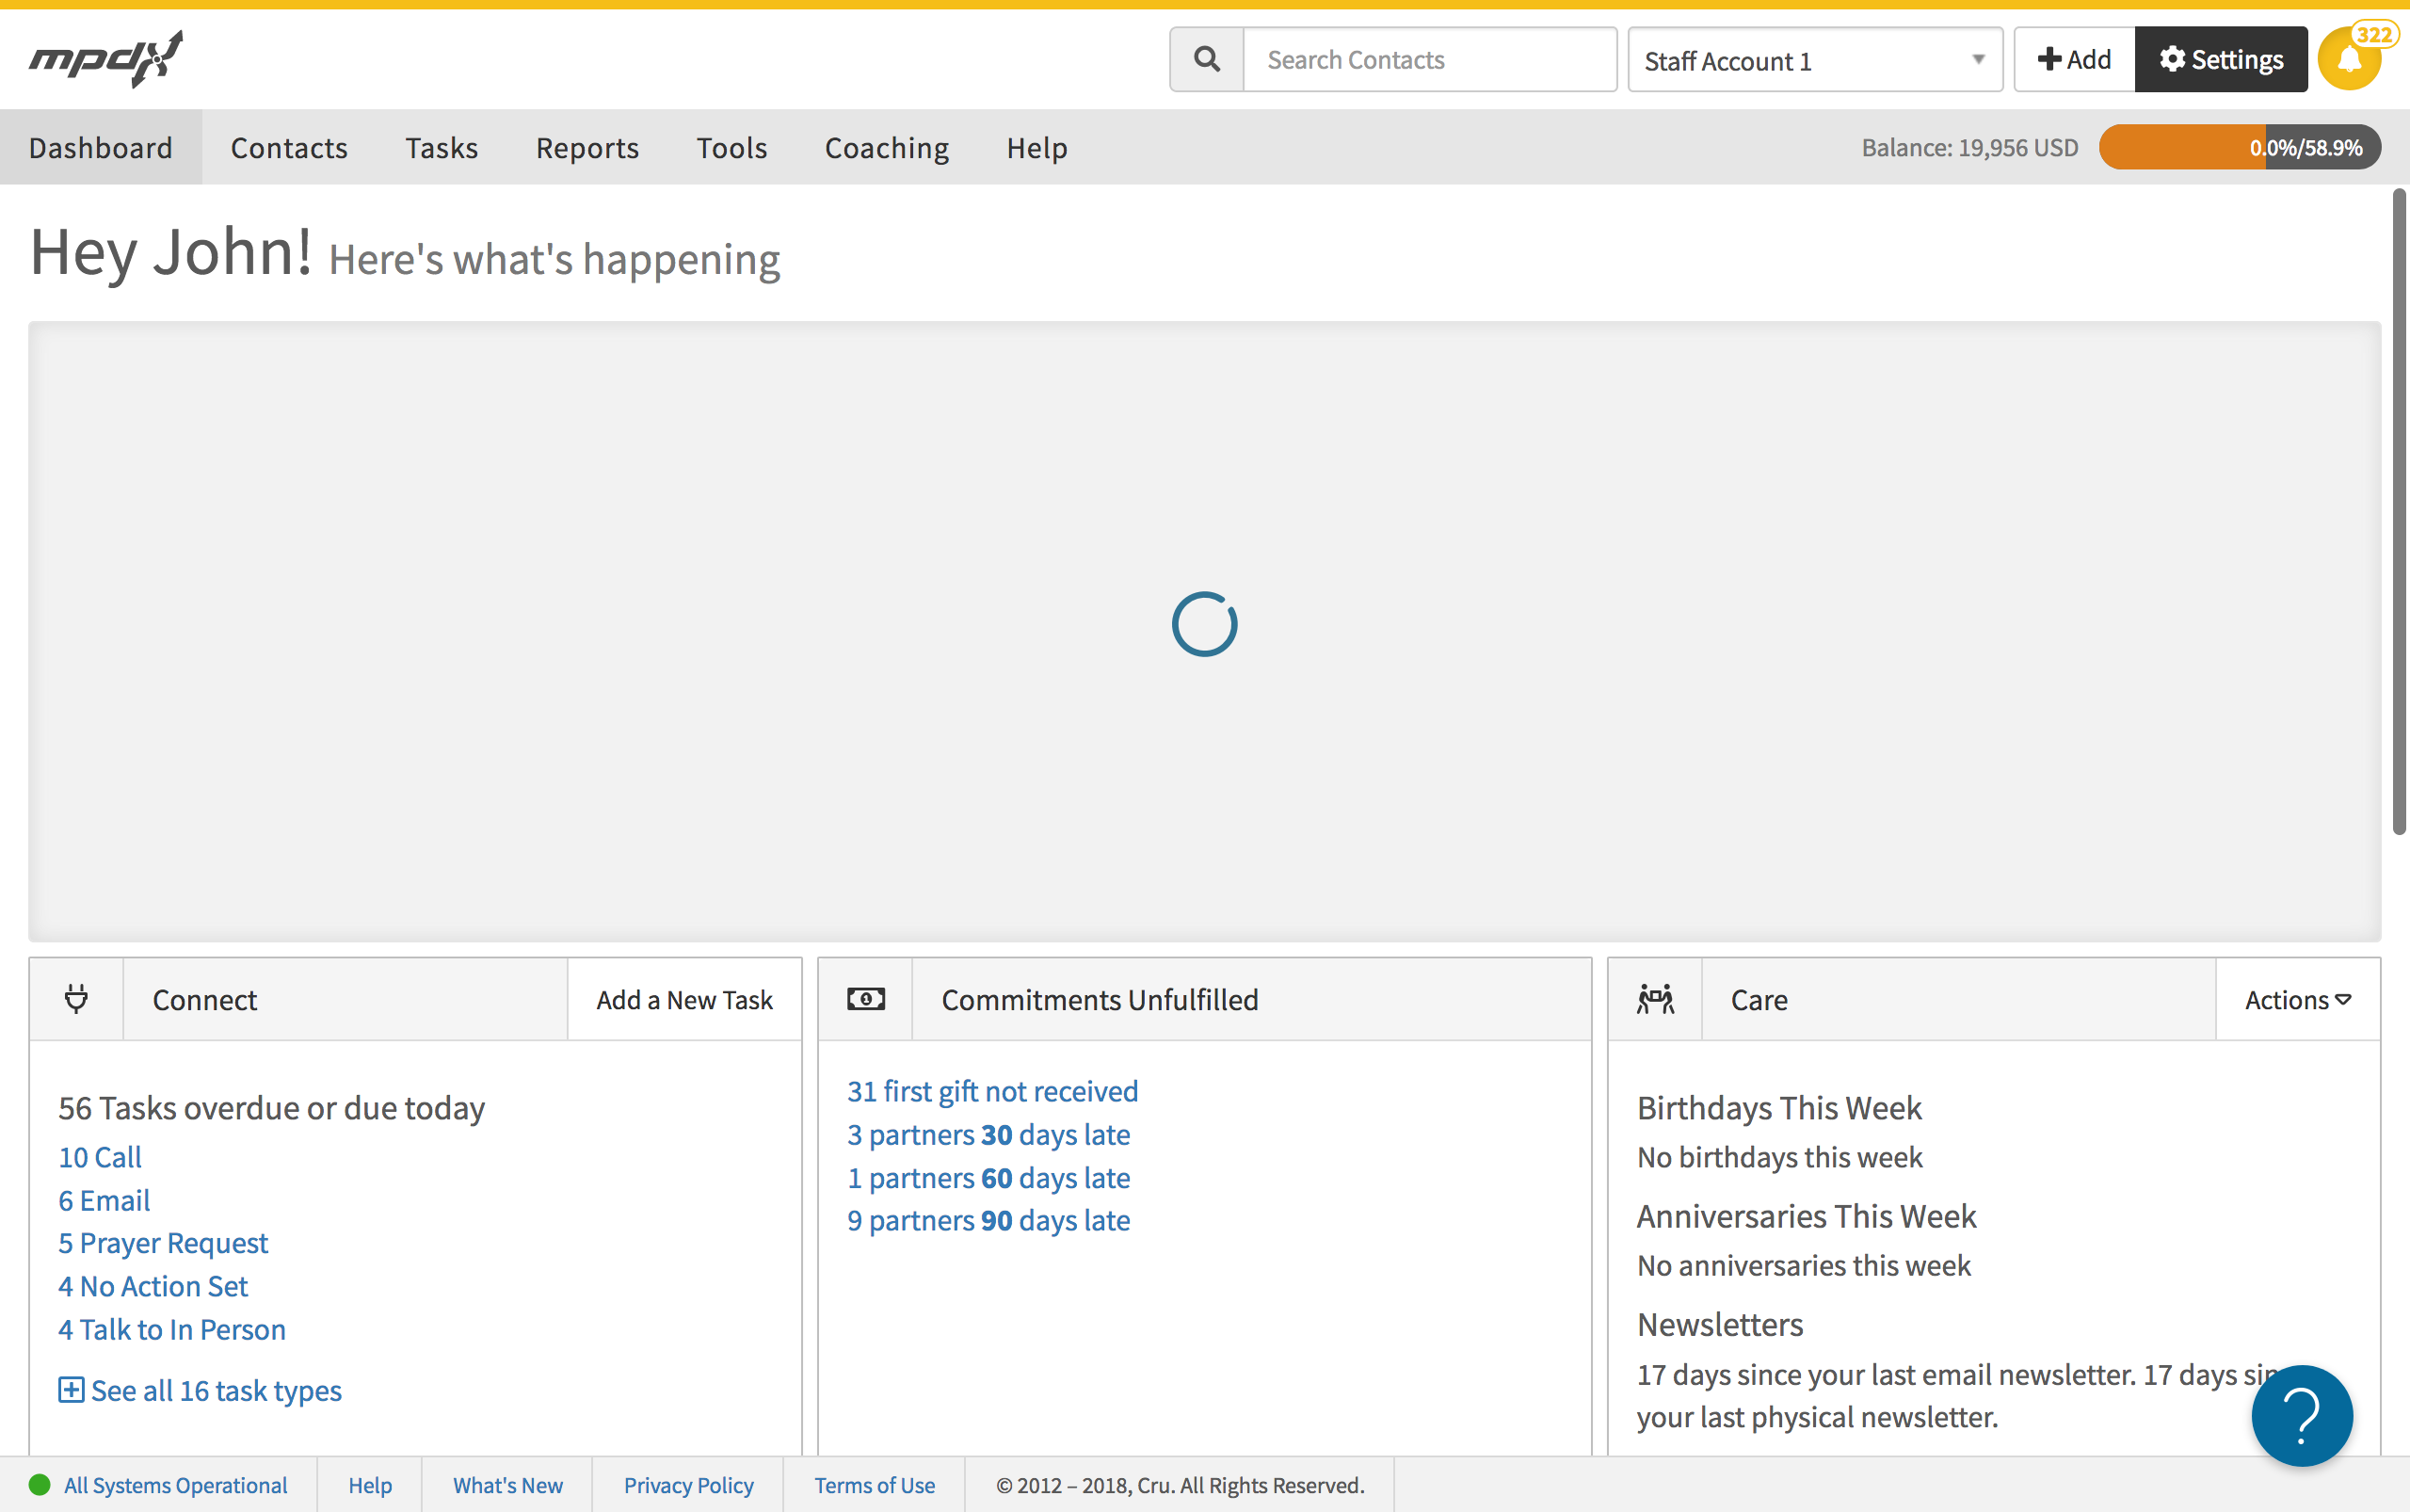 mpdx
Search Contacts
Staff Account 1
Add
Settings
322
Dashboard
Contacts
Tasks
Reports
Tools
Coaching
Help
Balance: 19,956 USD
0.0%/58.9%
Hey John! Here's what's happening
Connect
Add a New Task
56 Tasks overdue or due today
10 Call
6 Email
5 Prayer Request
4 No Action Set
4 Talk to In Person
See all 16 task types
Commitments Unfulfilled
31 first gift not received
3 partners 30 days late
1 partners 60 days late
9 partners 90 days late
Care
Actions
Birthdays This Week
No birthdays this week
Anniversaries This Week
No anniversaries this week
Newsletters
17 days since your last email newsletter. 17 days
your last physical newsletter.
?
All Systems Operational
Help
What's New
Privacy Policy
Terms of Use
© 2012 – 2018, Cru. All Rights Reserved.